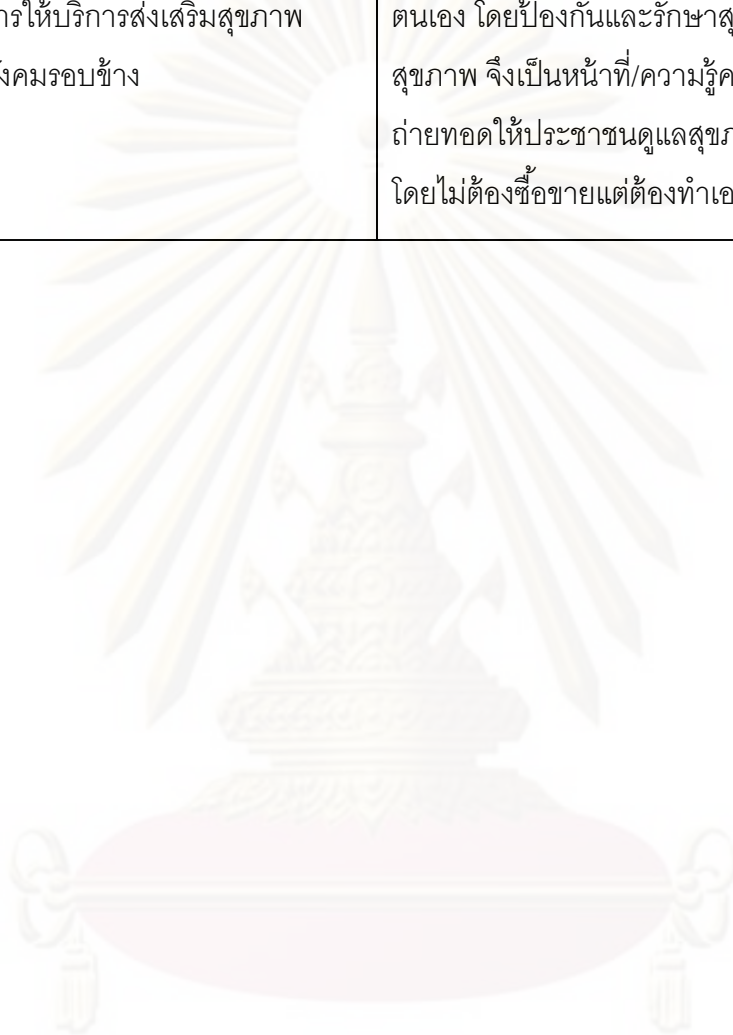 ารให้บริการส่งเสริมสุขภาพ
ังคมรอบข้าง
ตนเอง โดยป้องกันและรักษาสุ
สุขภาพ จึงเป็นหน้าที่/ความรู้ค
ถ่ายทอดให้ประชาชนดูแลสุขภ
โดยไม่ต้องซื้อขายแต่ต้องทำเอ